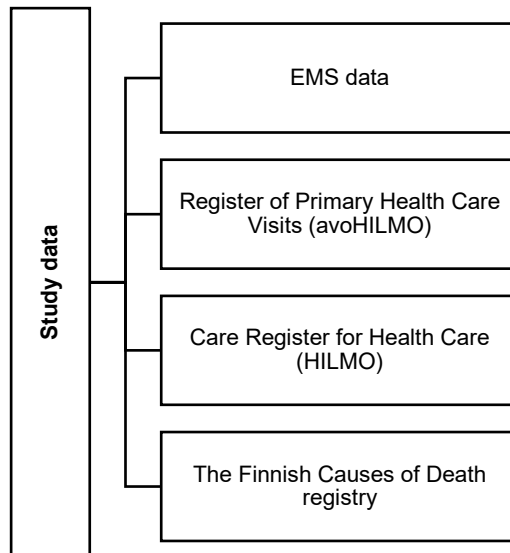 Study data
EMS data
Register of Primary Health Care
Visits (avoHILMO)
Care Register for Health Care
(HILMO)
The Finnish Causes of Death
registry